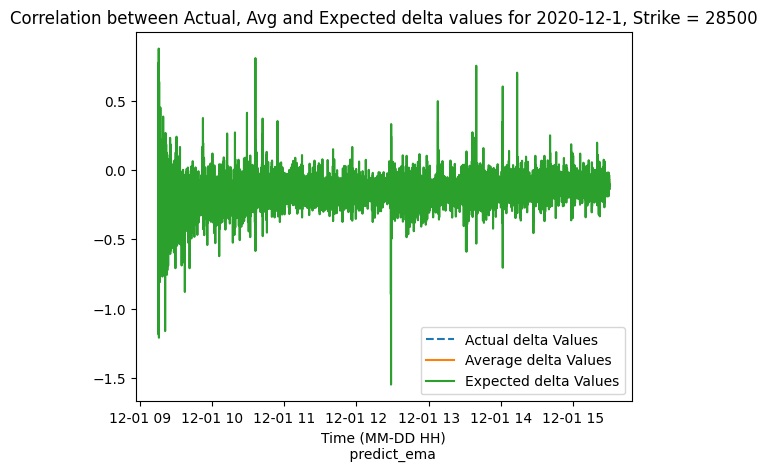 Correlation between Actual, Avg and Expected delta values for 2020-12-1, Strike = 28500
0.5
0.0
−0.5
−1.0
−1.5
Actual delta Values
Average delta Values
Expected delta Values
12-01 09 12-01 10 12-01 11 12-01 12 12-01 13 12-01 14 12-01 15
Time (MM-DD HH)
predict_ema